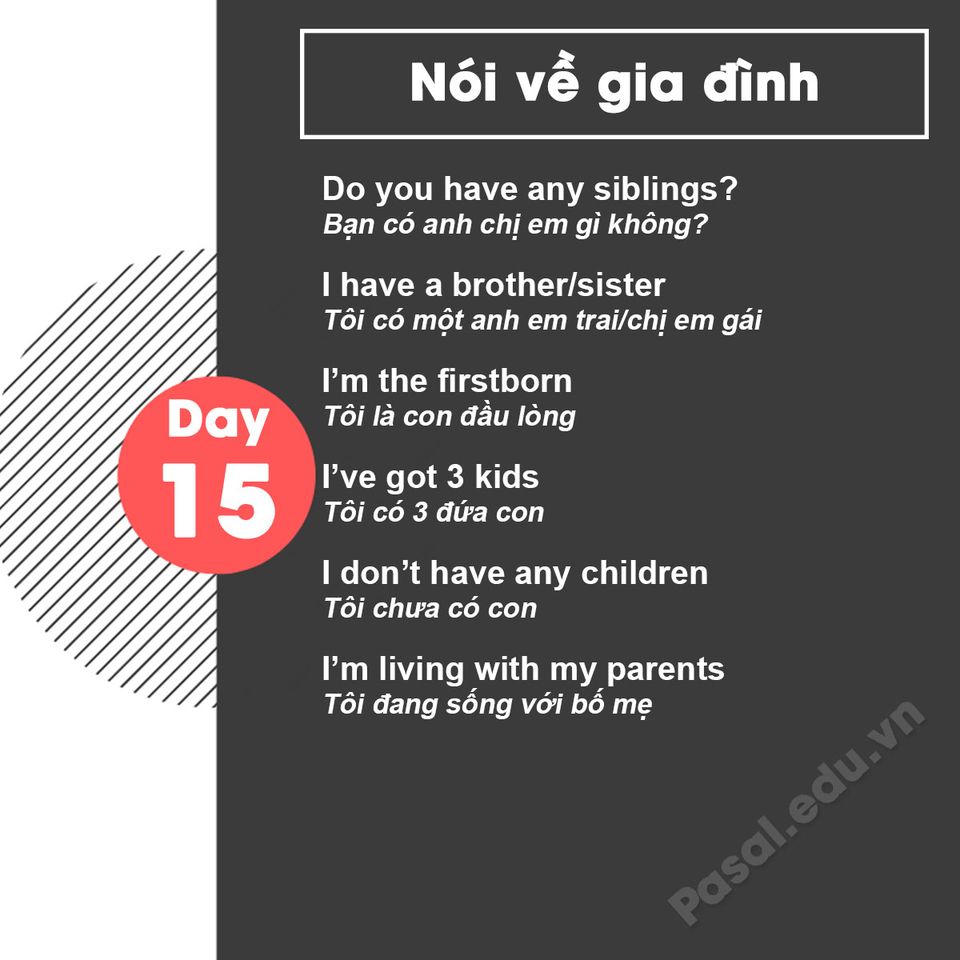 Nói về gia đình
Do you have any siblings?
Bạn có anh chị em gì không?
I have a brother/sister
Tôi có một anh em trai/chị em gái
I’m the firstborn
Tôi là con đầu lòng
Day
15
I’ve got 3 kids
Tôi có 3 đứa con
I don’t have any children
Tôi chưa có con
I’m living with my parents
Tôi đang sống với bố mẹ
Pasal.edu.vn